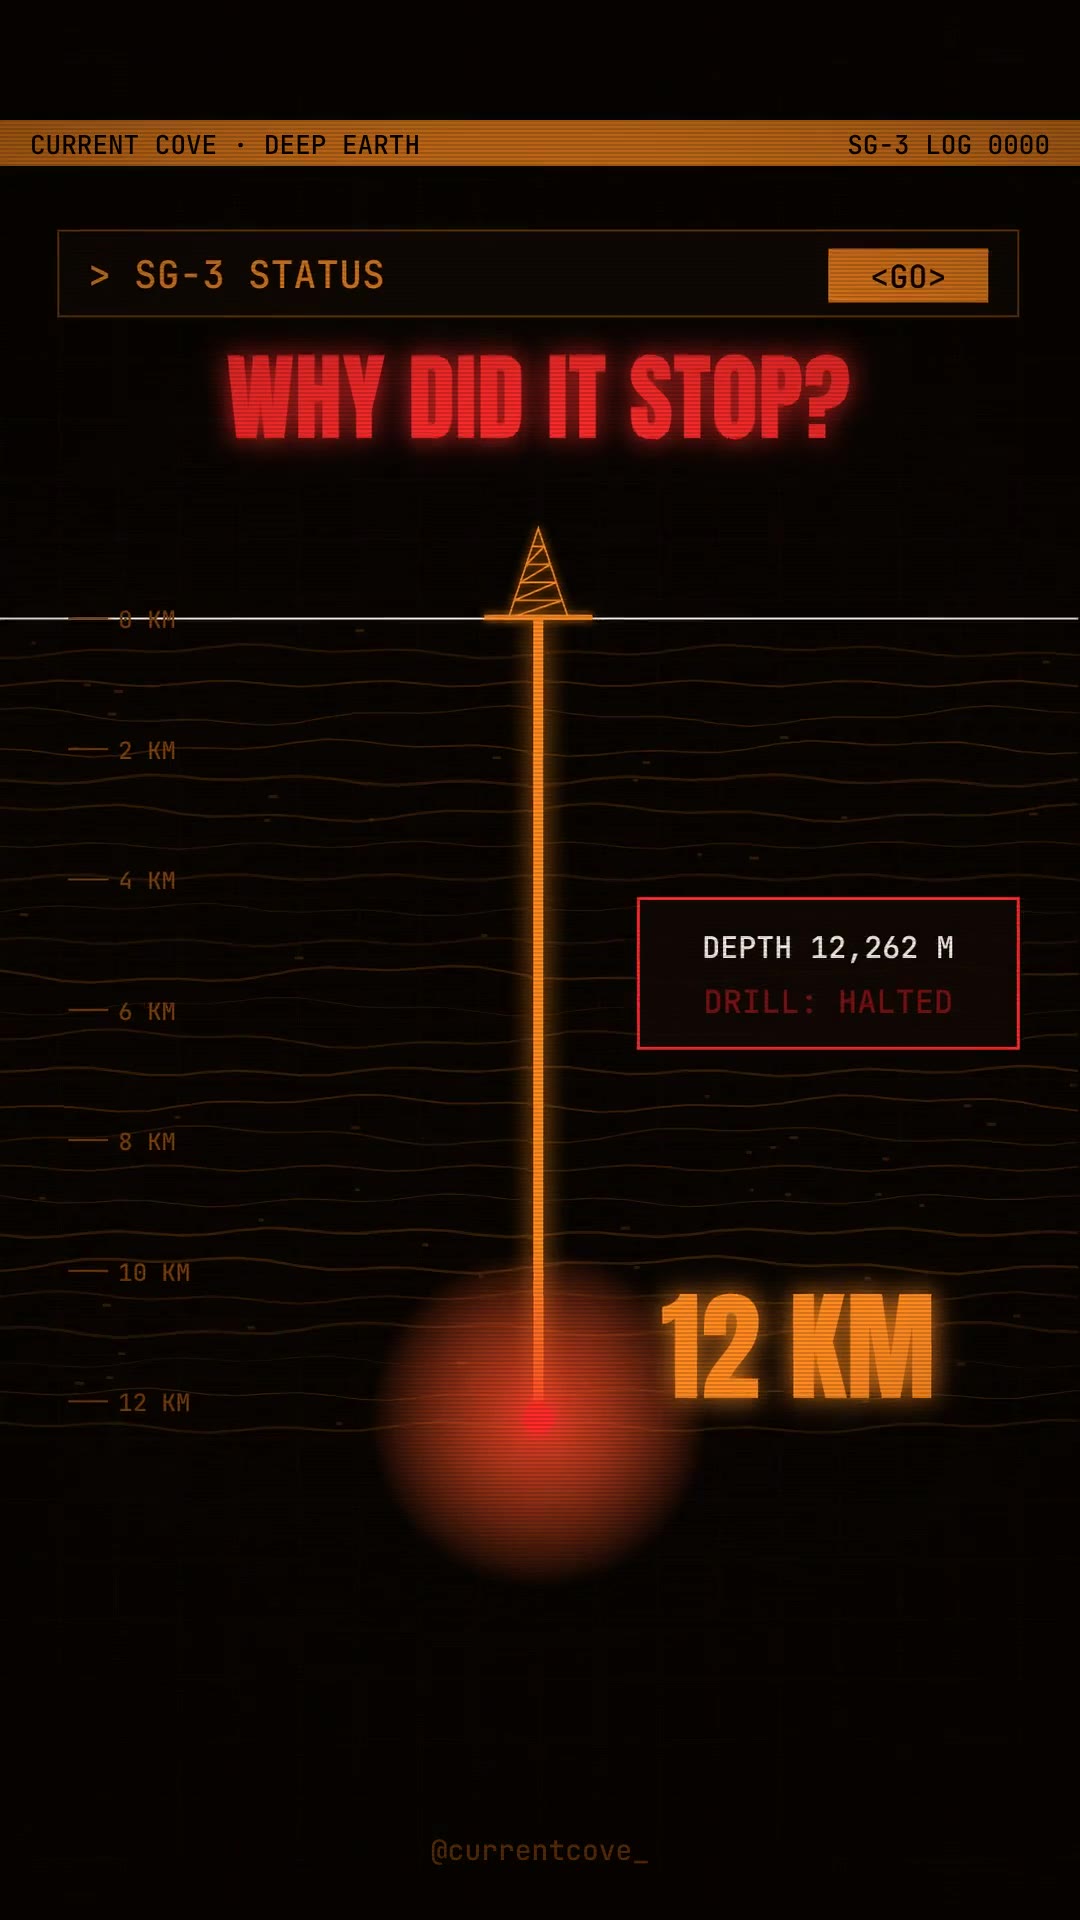 CURRENT COVE · DEEP EARTH
SG-3 LOG 0000
> SG-3 STATUS
<GO>
WHY DID IT STOP?
0 KM
2 KM
4 KM
DEPTH 12,262 M
DRILL: HALTED
6 KM
8 KM
10 KM
12 KM
12 KM
@currentcove_